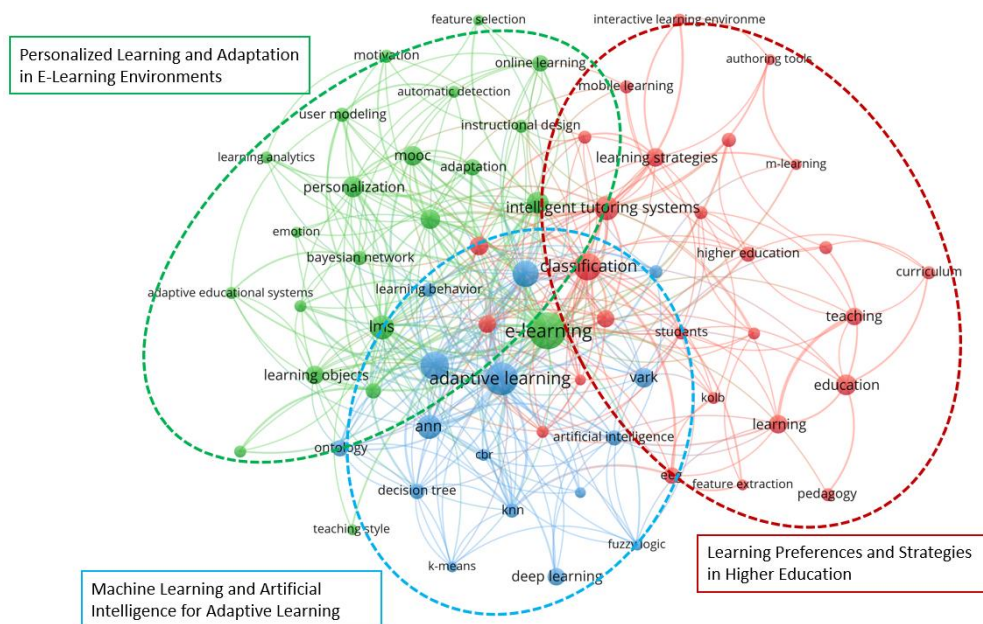 feature selection
interactive learning environme
Personalized Learning and Adaptation
in E-Learning Environments
motivation
online learning
authoring tools
automatic detection
mobile learning
user modeling
instructional design
learning analytics
mooc
adaptation
learning strategies
m-learning
personalization
intelligent tutoring systems
emotion
bayesian network
classification
higher education
curriculum
adaptive educational systems
learning behavior
lms
e-learning
students
teaching
learning objects
adaptive learning
vark
education
kolb
ann
learning
ontology
cbr
artificial intelligence
decision tree
eeg
feature extraction
pedagogy
knn
teaching style
fuzzy logic
k-means
deep learning
Learning Preferences and Strategies
in Higher Education
Machine Learning and Artificial
Intelligence for Adaptive Learning